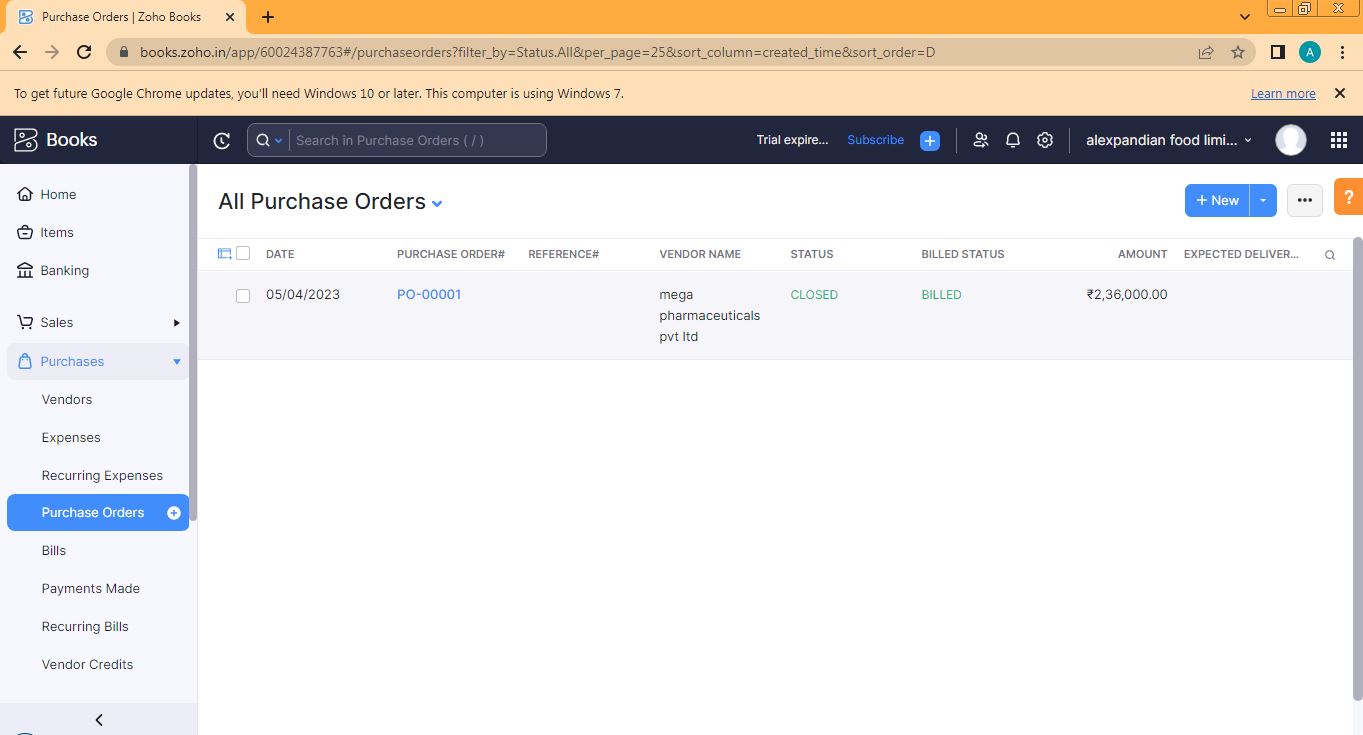 Purchase Orders | Zoho Books
books.zoho.in/app/60024387763#/purchaseorders?filter_by=Status.All&per_page=25&sort_column=created_time&sort_order=D
A
To get future Google Chrome updates, you'll need Windows 10 or later. This computer is using Windows 7.
Learn more
Books
Search in Purchase Orders ( / )
Trial expire...
Subscribe
alexpandian food limi...
Home
Items
Banking
Sales
Purchases
Vendors
Expenses
Recurring Expenses
Purchase Orders
Bills
Payments Made
Recurring Bills
Vendor Credits
All Purchase Orders
+ New
?
DATE PURCHASE ORDER# REFERENCE# VENDOR NAME STATUS BILLED STATUS AMOUNT EXPECTED DELIVER...
05/04/2023 PO-00001 mega CLOSED BILLED ₹2,36,000.00
pharmaceuticals
pvt ltd